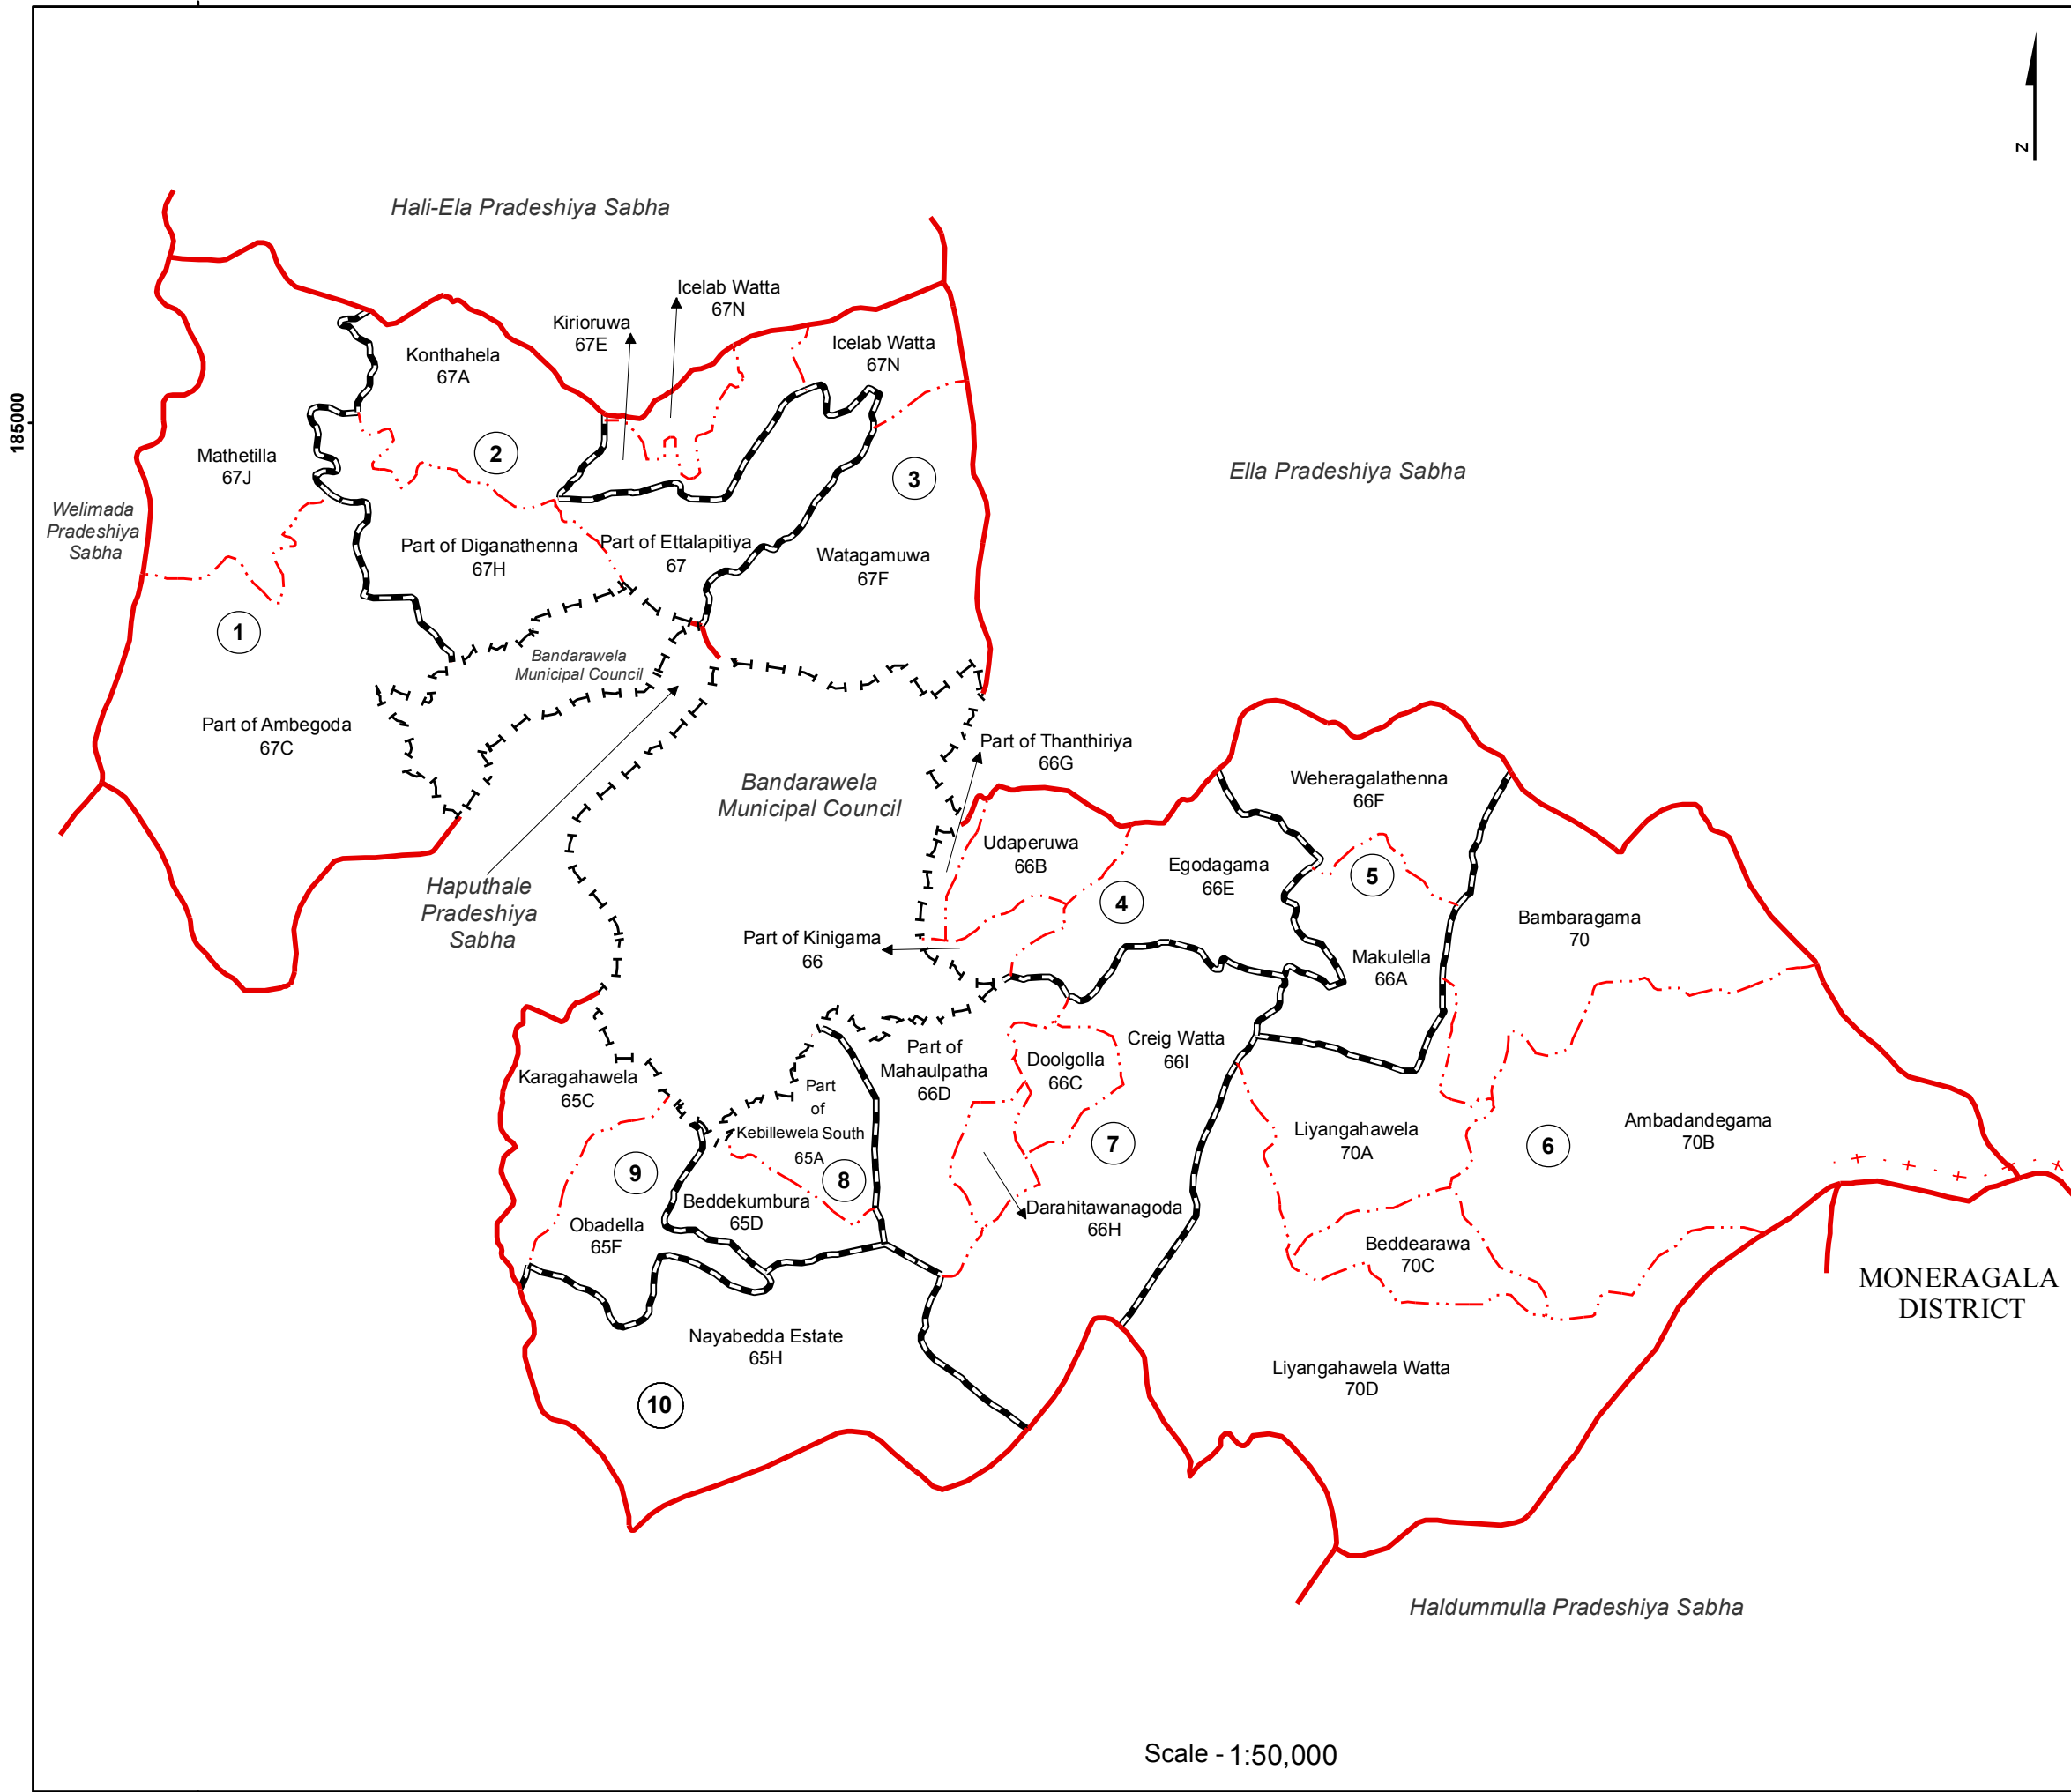 N
185000
Hali-Ela Pradeshiya Sabha
Icelab Watta
67N
Kirioruwa
67E
Icelab Watta
67N
Konthahela
67A
Mathetilla
67J
2
3
Ella Pradeshiya Sabha
Welimada
Pradeshiya
Sabha
Part of Diganathenna
67H
Part of Ettalapitiya
67
Watagamuwa
67F
1
Bandarawela
Municipal Council
Part of Ambegoda
67C
Part of Thanthiriya
66G
Bandarawela
Municipal Council
Weheragalathenna
66F
Udaperuwa
66B
Egodagama
66E
5
4
Haputhale
Pradeshiya
Sabha
Bambaragama
70
Part of Kinigama
66
Makulella
66A
Creig Watta
66I
Part of
Mahaulpatha
66D
Doolgolla
66C
Karagahawela
65C
Part
of
Kebillewela South
65A
Liyangahawela
70A
Ambadandegama
70B
6
7
9
8
Beddekumbura
65D
Darahitawanagoda
66H
Obadella
65F
Beddearawa
70C
MONERAGALA
DISTRICT
Nayabedda Estate
65H
Liyangahawela Watta
70D
10
Haldummulla Pradeshiya Sabha
Scale - 1:50,000